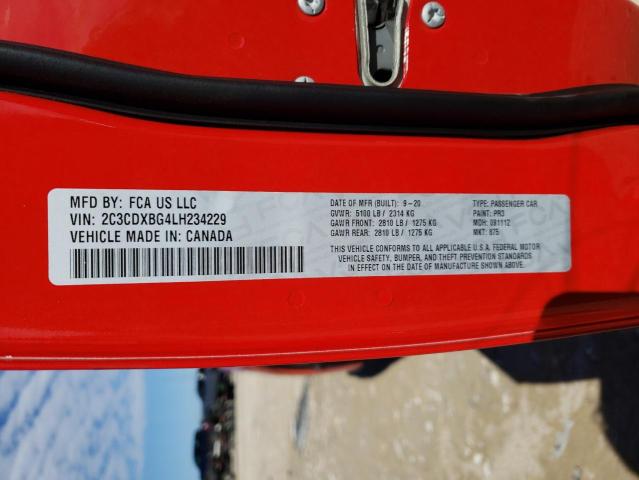 MFD BY: FCA US LLC
VIN: 2C3CDXBG4LH234229
VEHICLE MADE IN: CANADA
DATE OF MFR (BUILT): 9-20
GVWR: 5100 LB / 2314 KG
GAWR FRONT: 2810 LB / 1275 KG
GAWR REAR: 2810 LB / 1275 KG
TYPE: PASSENGER CAR
PAINT: PR3
MDH: 091112
MKT: 875
THIS VEHICLE CONFORMS TO ALL APPLICABLE U.S.A. FEDERAL MOTOR
VEHICLE SAFETY, BUMPER, AND THEFT PREVENTION STANDARDS
IN EFFECT ON THE DATE OF MANUFACTURE SHOWN ABOVE.